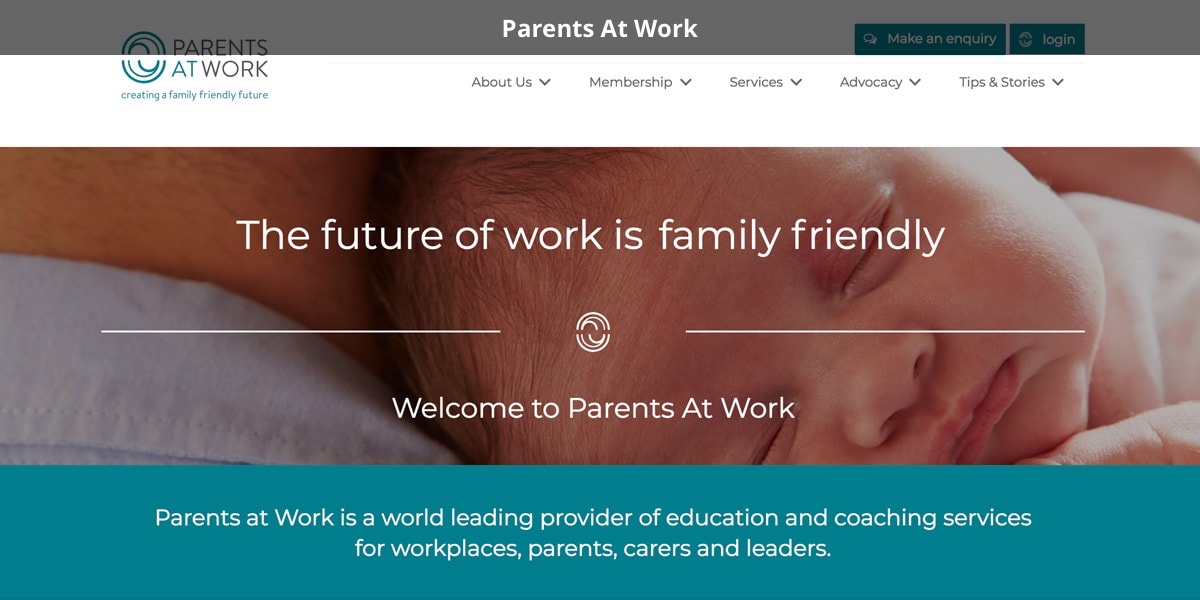 Parents At Work
PARENTS
AT WORK
creating a family friendly future
Make an enquiry
login
About Us
Membership
Services
Advocacy
Tips & Stories
The future of work is family friendly
Welcome to Parents At Work
Parents at Work is a world leading provider of education and coaching services
for workplaces, parents, carers and leaders.